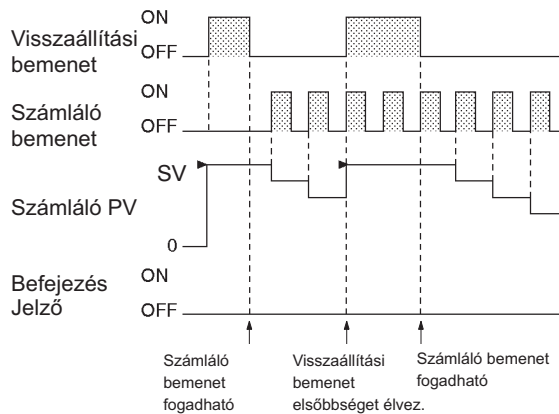 ON
Visszaállítási
OFF
bemenet
ON
Számláló
bemenet
OFF
SV
Számláló PV
0
ON
Befejezés
Jelző
OFF
Számláló
bemenet
fogadható
Visszaállítási
bemenet
elsőbbséget élvez.
Számláló bemenet
fogadható